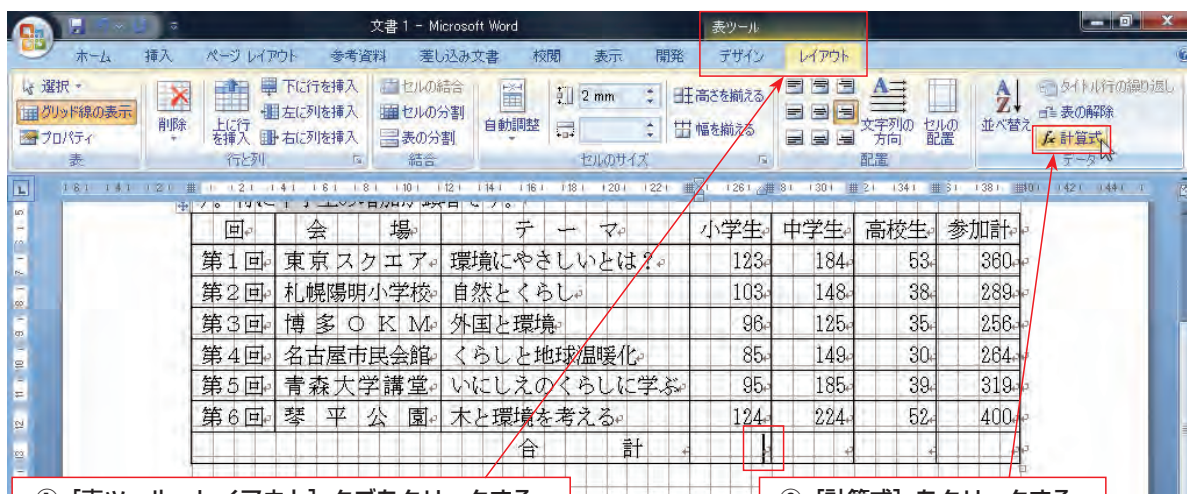 文書 1 - Microsoft Word 表ツール
ホーム 挿入 ページ レイアウト 参考資料 差し込み文書 校閲 表示 開発 デザイン レイアウト
選択
グリッド線の表示
プロパティ
表
削除
上に行を挿入
下に行を挿入
左に列を挿入
右に列を挿入
行と列
セルの結合
セルの分割
表の分割
結合
自動調整
2 mm
高さを揃える
幅を揃える
セルのサイズ
文字列の方向
セルの配置
配置
並べ替え
タイトル行の繰り返し
表の解除
fx 計算式
データ
回 会場 テーマ 小学生 中学生 高校生 参加計
第1回 東京スクエア 環境にやさしいとは? 123 184 53 360
第2回 札幌陽明小学校 自然とくらし 103 148 38 289
第3回 博多OKM 外国と環境 96 125 35 256
第4回 名古屋市民会館 くらしと地球温暖化 85 149 30 264
第5回 青森大学講堂 いにしえのくらしに学ぶ 95 185 39 319
第6回 琴平公園 木と環境を考える 124 224 52 400
合計